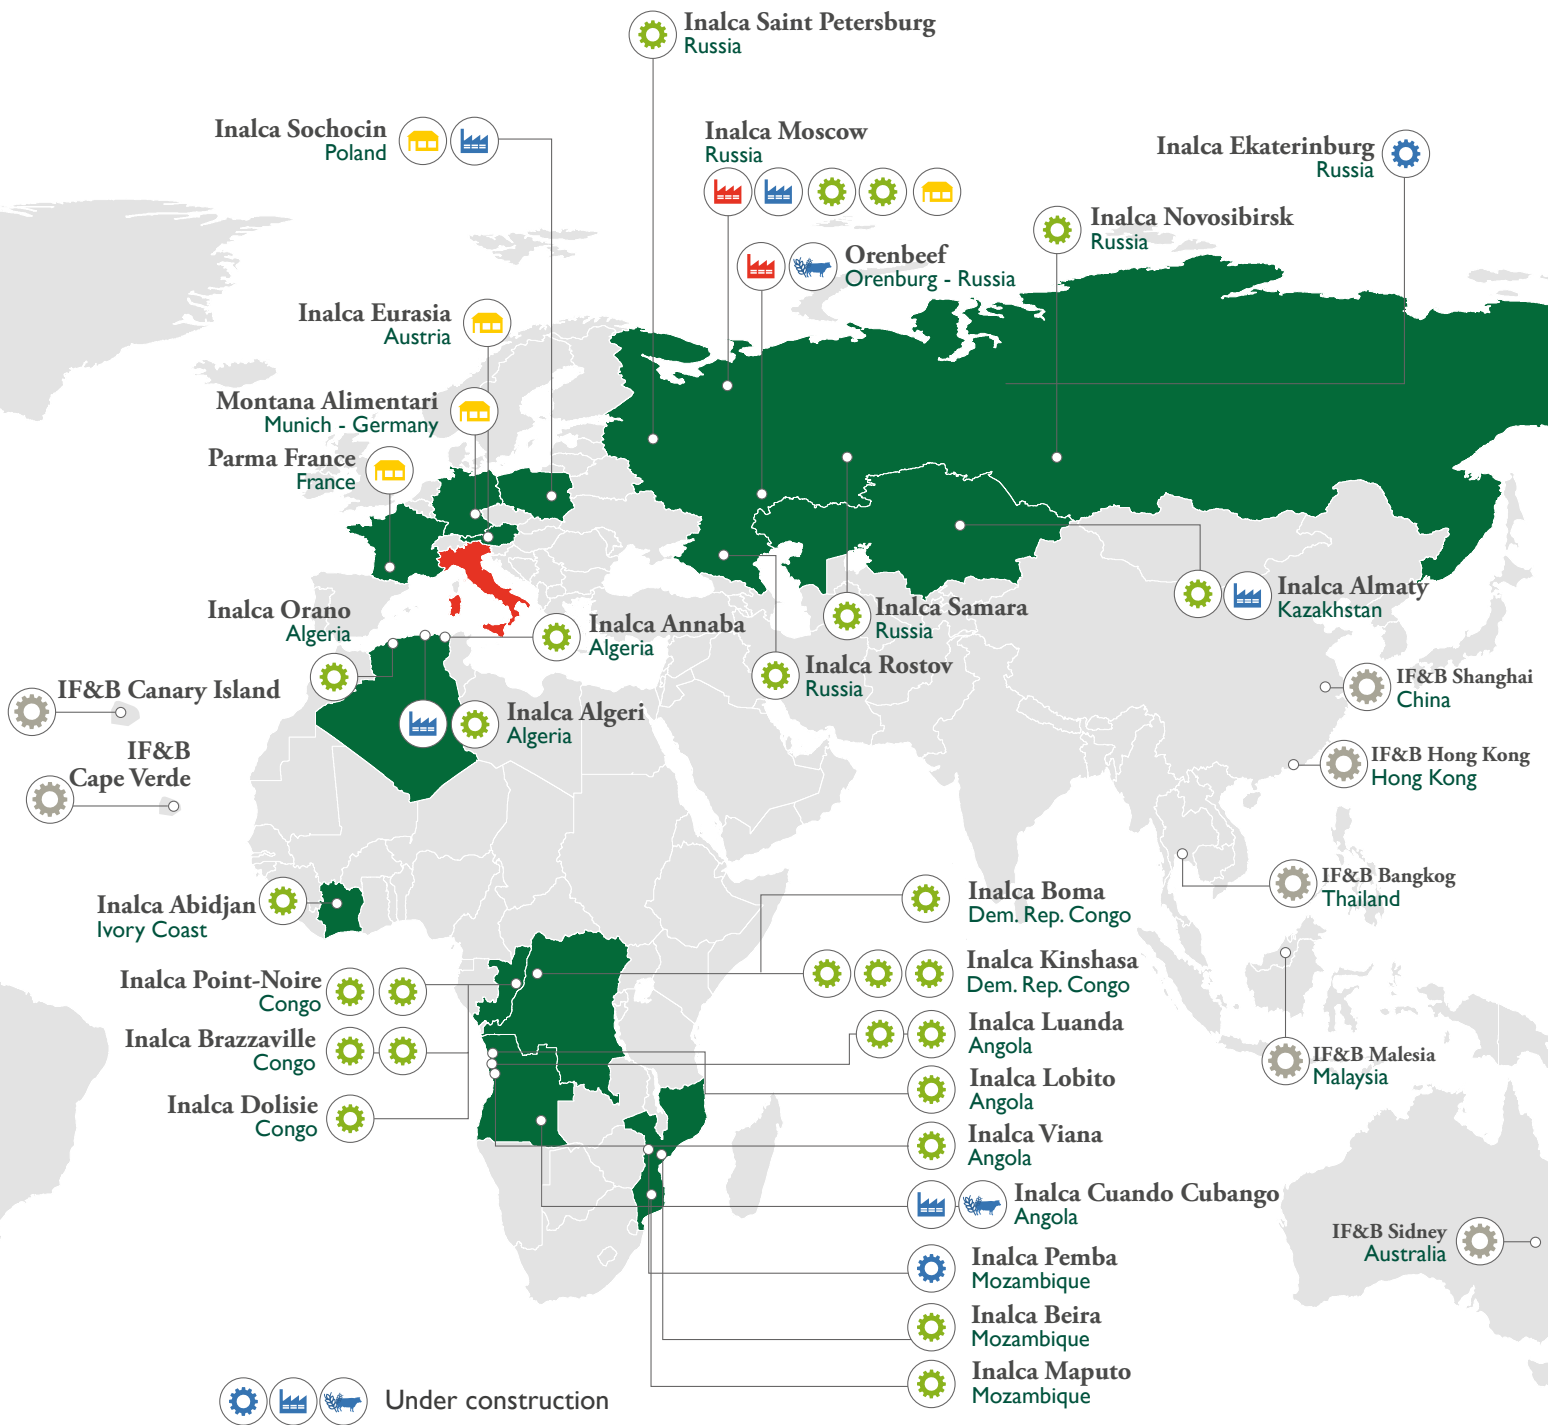 Inalca Saint Petersburg
Russia
Inalca Sochocin
Poland
Inalca Moscow
Russia
Inalca Ekaterinburg
Russia
Inalca Novosibirsk
Russia
Orenbeef
Orenburg - Russia
Inalca Eurasia
Austria
Montana Alimentari
Munich - Germany
Parma France
France
Inalca Almaty
Kazakhstan
Inalca Samara
Russia
Inalca Orano
Algeria
Inalca Annaba
Algeria
Inalca Rostov
Russia
IF&B Canary Island
IF&B Shanghai
China
Inalca Algeri
Algeria
IF&B
Cape Verde
IF&B Hong Kong
Hong Kong
IF&B Bangkog
Thailand
Inalca Abidjan
Ivory Coast
Inalca Boma
Dem. Rep. Congo
Inalca Point-Noire
Congo
Inalca Kinshasa
Dem. Rep. Congo
Inalca Brazzaville
Congo
Inalca Luanda
Angola
IF&B Malesia
Malaysia
Inalca Dolisie
Congo
Inalca Lobito
Angola
Inalca Viana
Angola
Inalca Cuando Cubango
Angola
IF&B Sidney
Australia
Inalca Pemba
Mozambique
Inalca Beira
Mozambique
Inalca Maputo
Mozambique
Under construction